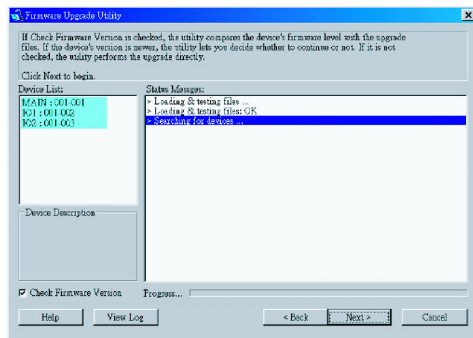 Firmware Upgrade Utility
If Check Firmware Version is checked, the utility compares the device's firmware level with the upgrade
files. If the device's version is newer, the utility lets you decide whether to continue or not. If it is not
checked, the utility performs the upgrade directly.
Click Next to begin.
Device List:
MAIN : 001-001
IO1 : 001-002
IO2 : 001-003
Status Messges:
> Loading & testing files ...
> Loading & testing files: OK
> Searching for devices ...
Device Description
Check Firmware Version
Progress...
Help
View Log
< Back
Next >
Cancel